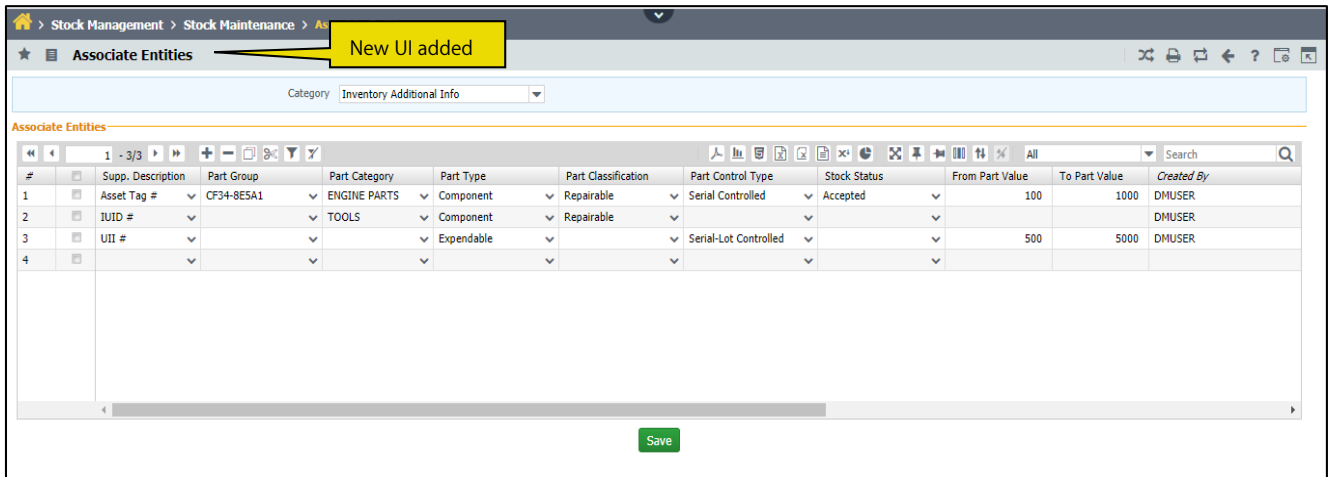 > Stock Management > Stock Maintenance > As
New UI added
Associate Entities
Category Inventory Additional Info
Associate Entities
1 - 3/3 All Search
# Supp. Description Part Group Part Category Part Type Part Classification Part Control Type Stock Status From Part Value To Part Value Created By
1 Asset Tag # CF34-8E5A1 ENGINE PARTS Component Repairable Serial Controlled Accepted 100 1000 DMUSER
2 IUID # TOOLS Component Repairable DMUSER
3 UII # Expendable Serial-Lot Controlled 500 5000 DMUSER
4
Save